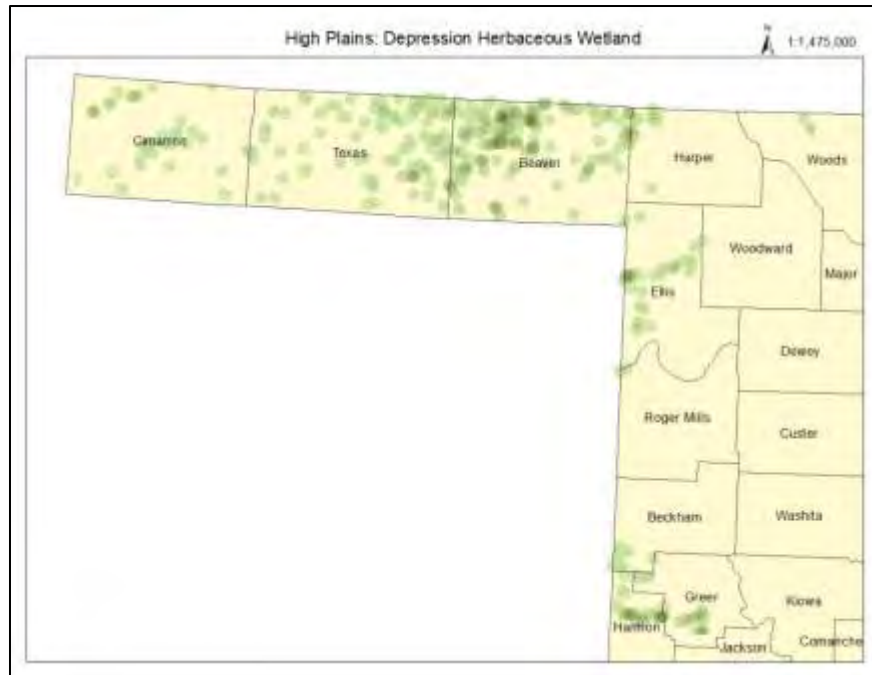 High Plains: Depression Herbaceous Wetland
N
1:1,475,000
Cimarron
Texas
Beaver
Harper
Woods
Woodward
Major
Ellis
Dewey
Roger Mills
Custer
Beckham
Washita
Greer
Kiowa
Harmon
Jackson
Comanche